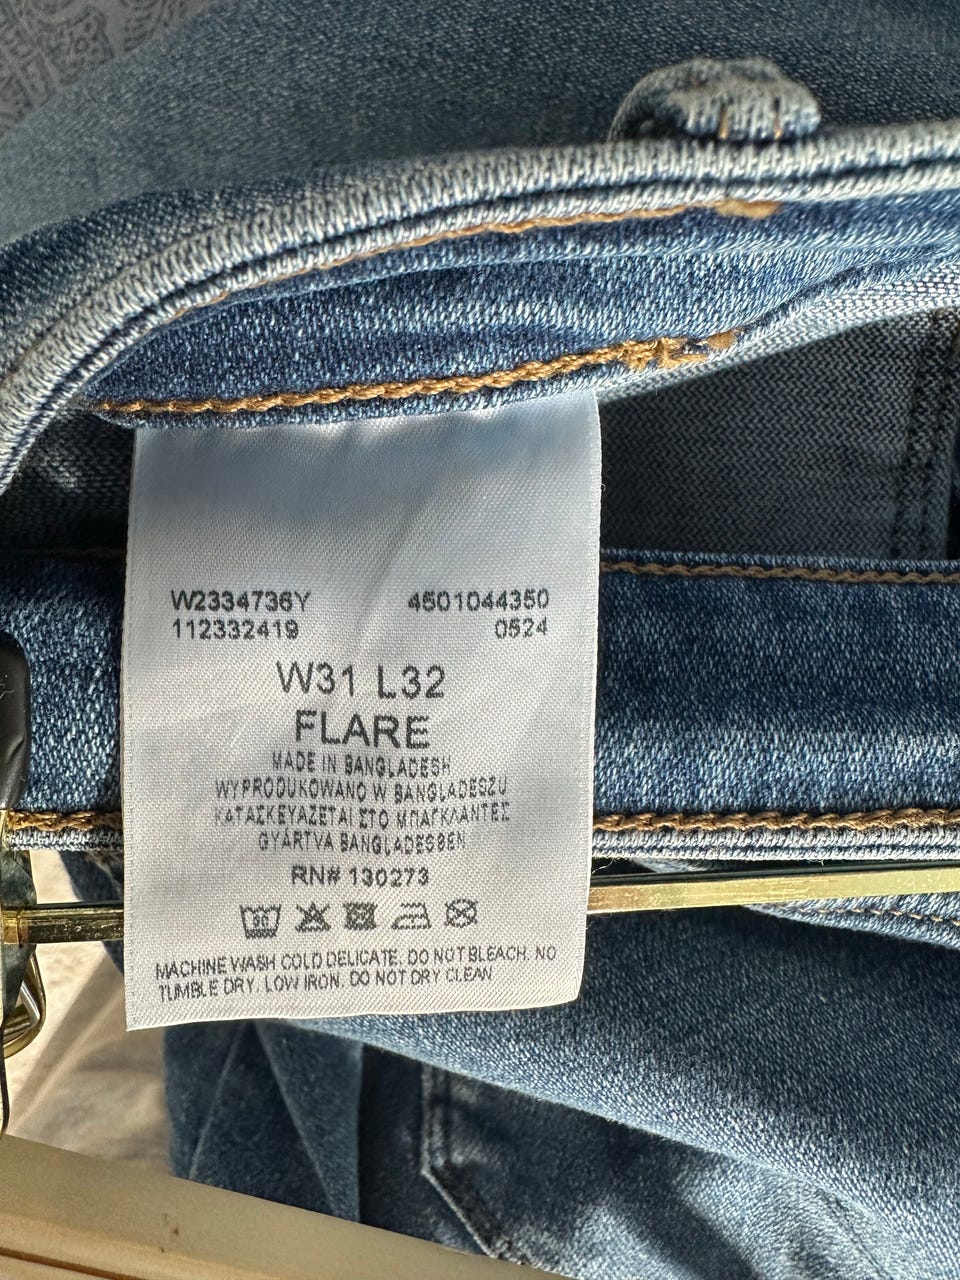 W2334736Y 4501044350
112332419 0524
W31 L32
FLARE
MADE IN BANGLADESH
WYPRODUKOWANO W BANGLADESZU
ΚΑΤΑΣΚΕΥΑΖΕΤΑΙ ΣΤΟ ΜΠΑΓΚΛΑΝΤΕΣ
GYÁRTVA BANGLADESBEN
RN# 130273
30
MACHINE WASH COLD DELICATE. DO NOT BLEACH. NO
TUMBLE DRY. LOW IRON. DO NOT DRY CLEAN